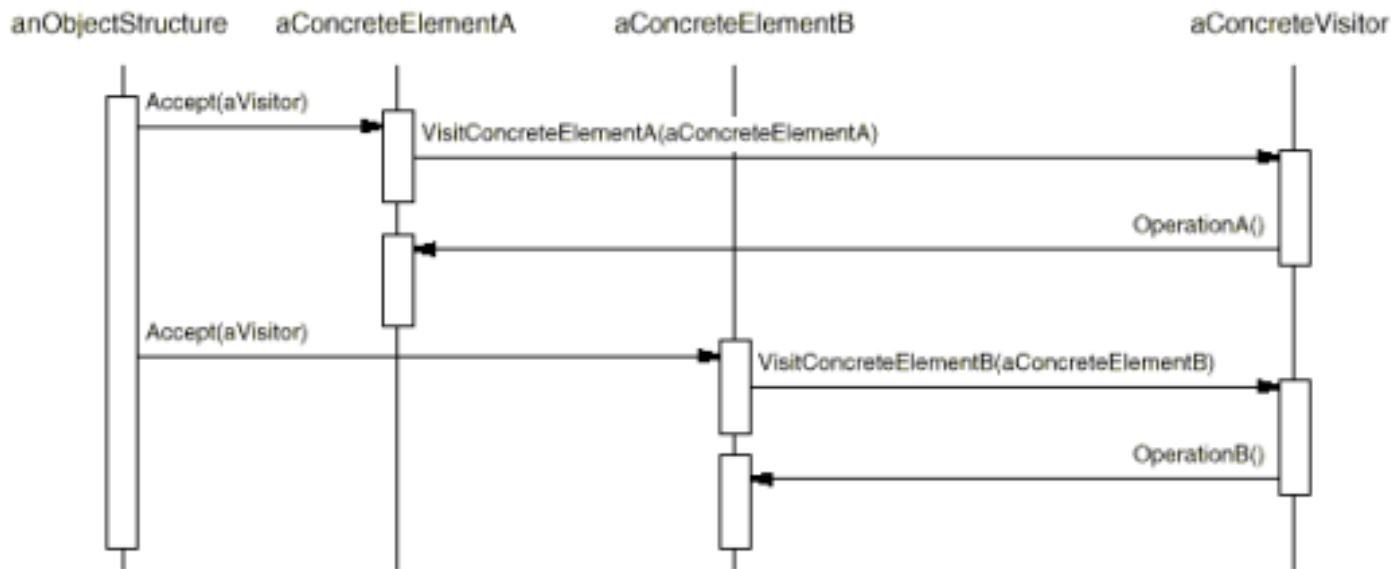 anObjectStructure aConcreteElementA aConcreteElementB aConcreteVisitor
Accept(aVisitor)
VisitConcreteElementA(aConcreteElementA)
OperationA()
Accept(aVisitor)
VisitConcreteElementB(aConcreteElementB)
OperationB()